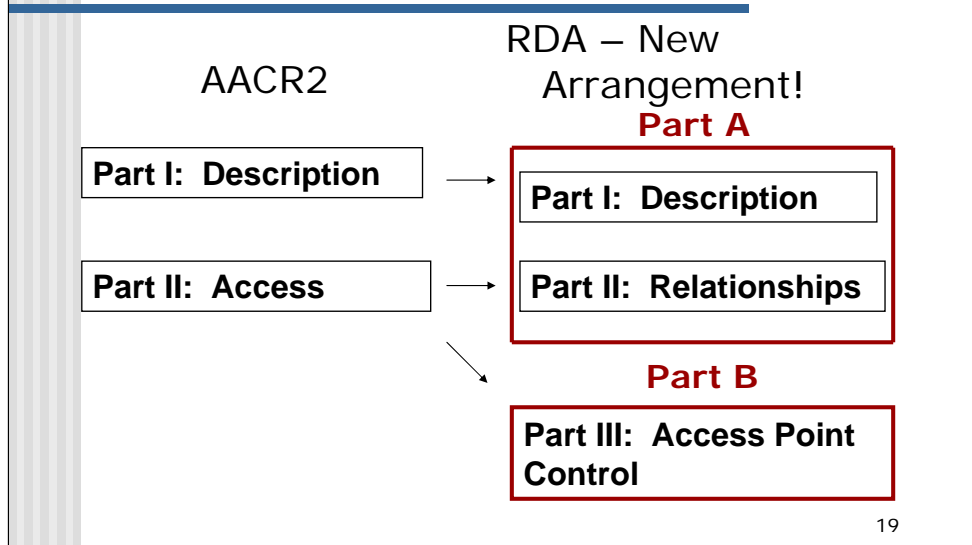 AACR2
RDA – New
Arrangement!
Part A
Part I:  Description
Part I:  Description
Part II:  Access
Part II:  Relationships
Part B
Part III:  Access Point
Control
19